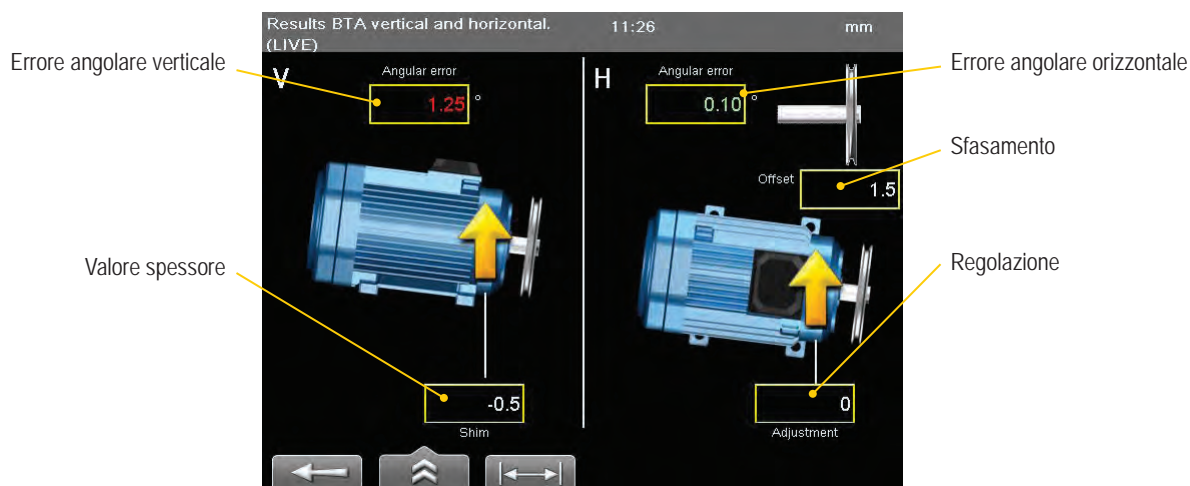 Results BTA vertical and horizontal. 11:26 mm
(LIVE)
Errore angolare verticale
Errore angolare orizzontale
V
Angular error
1.25 °
H
Angular error
0.10 °
Sfasamento
Offset 1.5
Valore spessore
Regolazione
-0.5
Shim
0
Adjustment